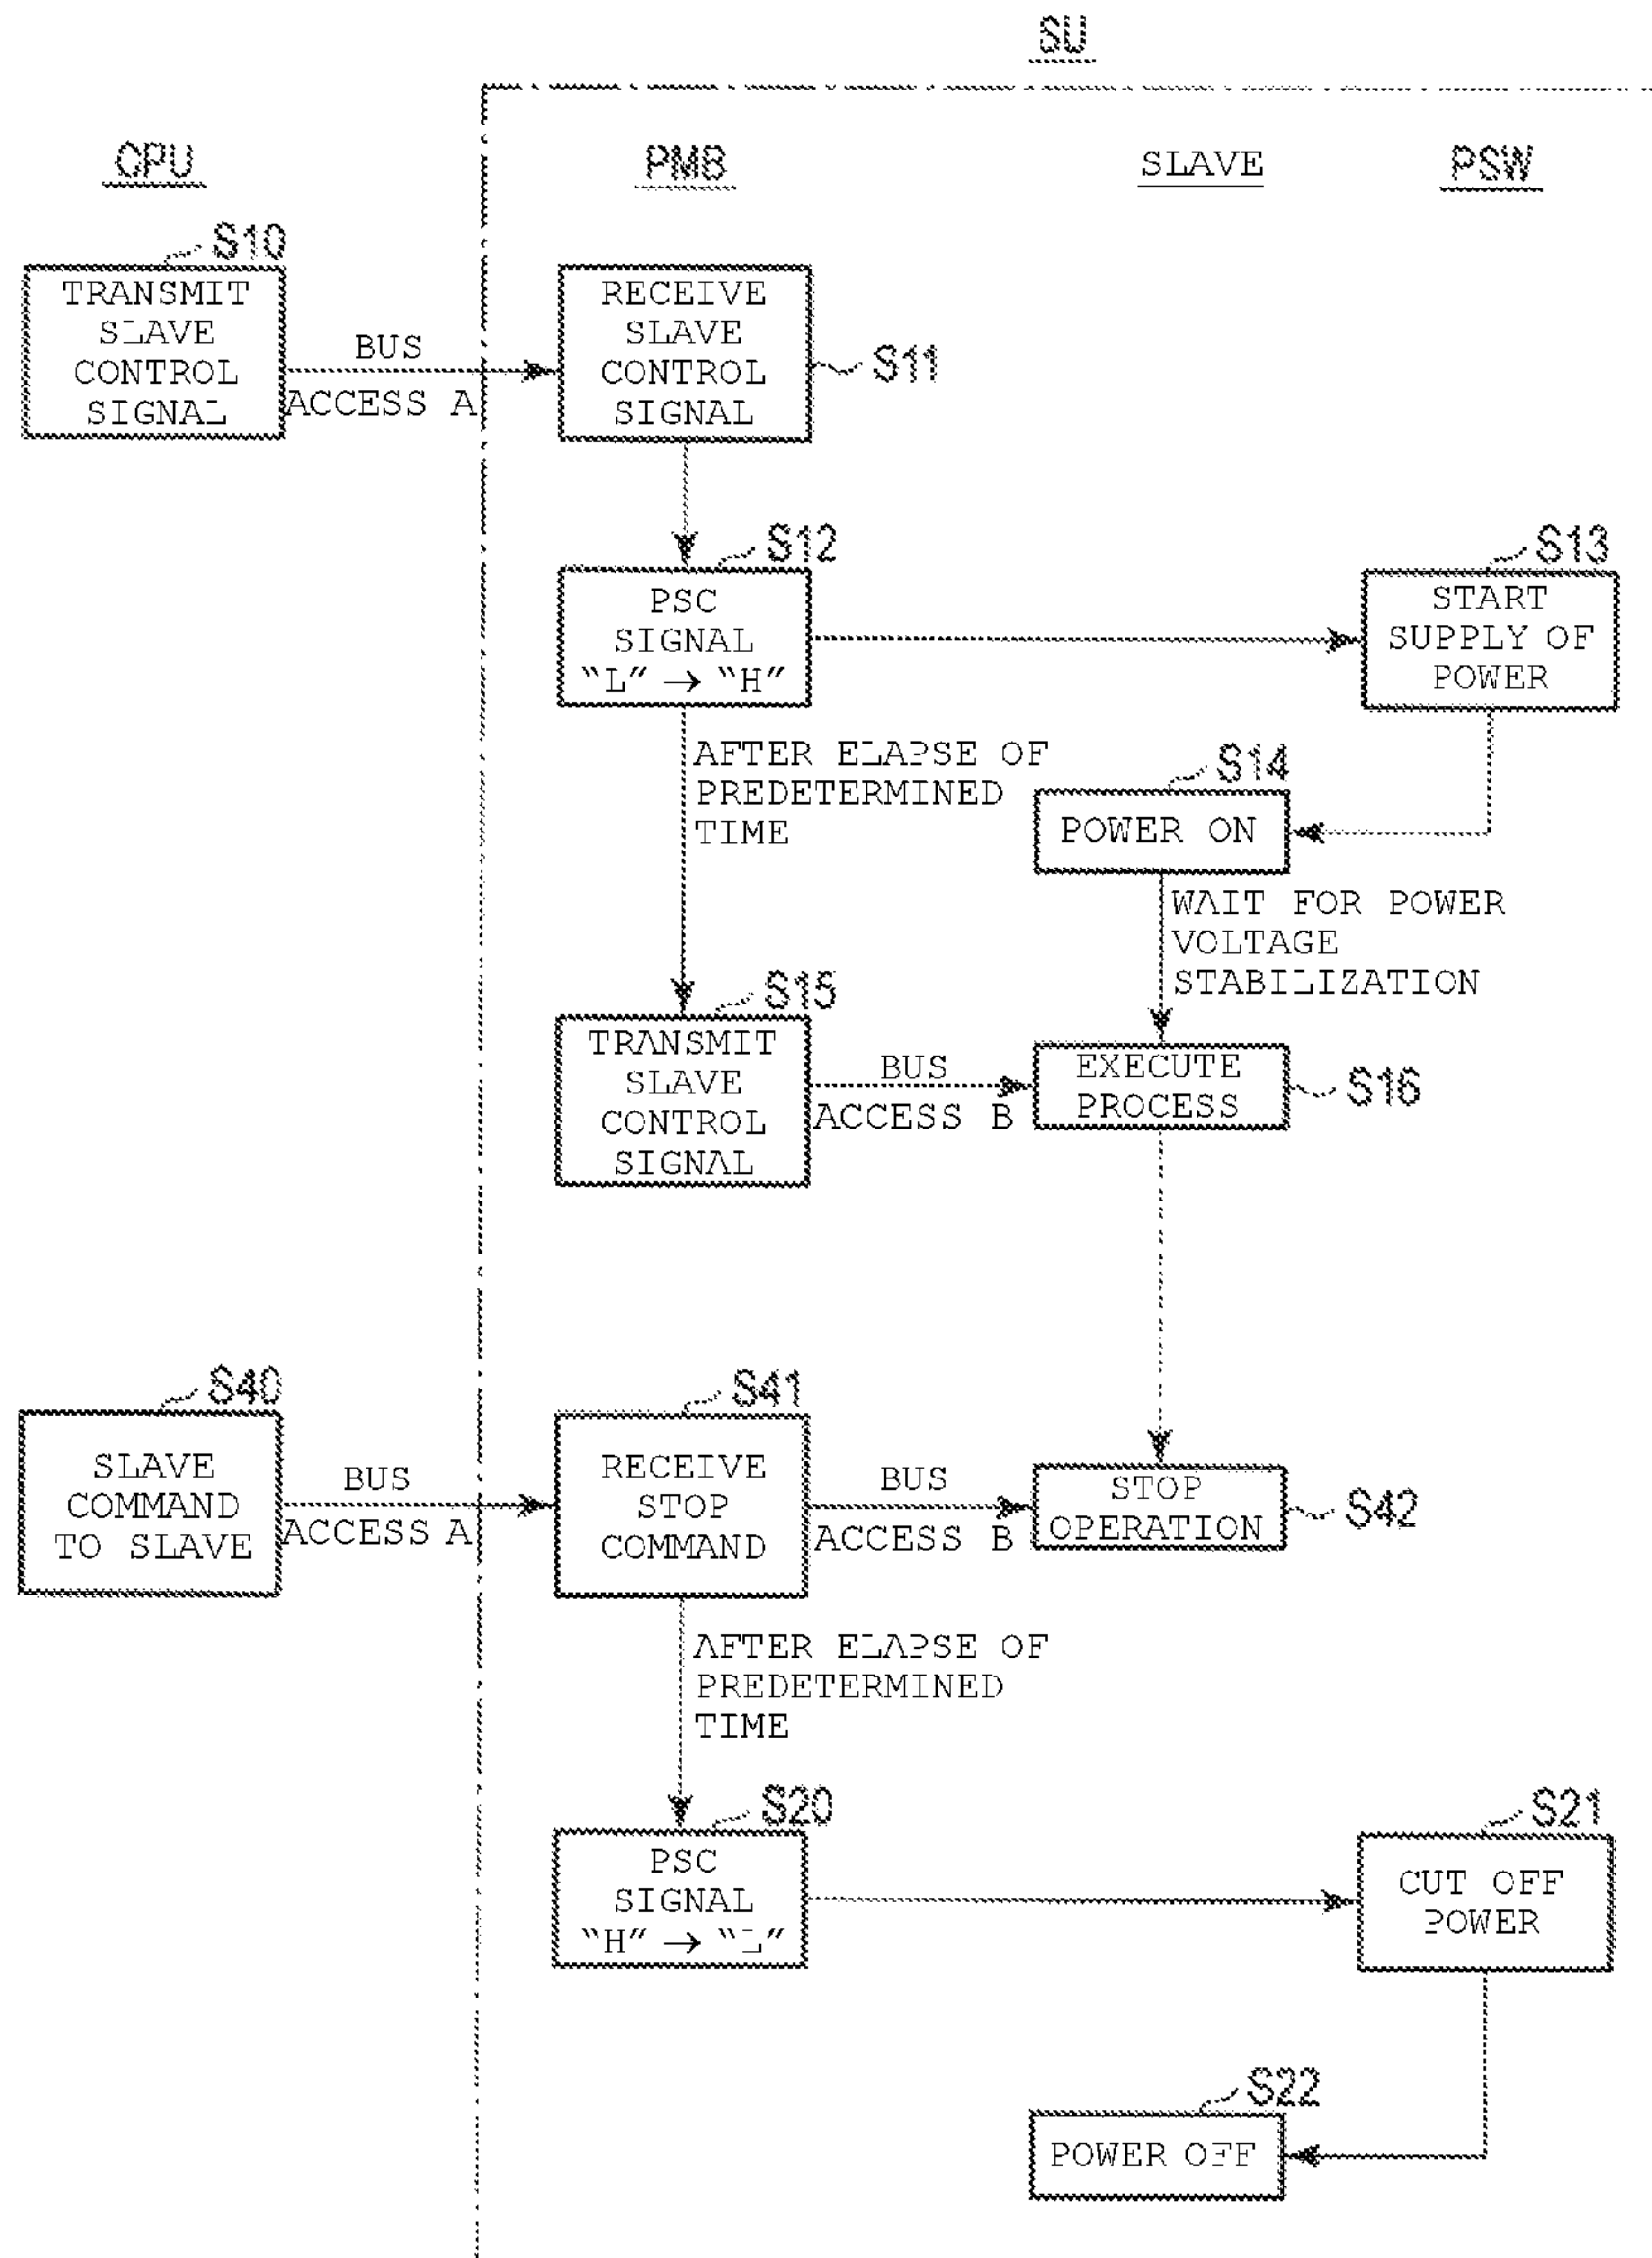 SU
CPU
PMB
SLAVE
PSW
S10
TRANSMIT
SLAVE
CONTROL
SIGNAL
BUS
ACCESS A
RECEIVE
SLAVE
CONTROL
SIGNAL
S11
S12
PSC
SIGNAL
"L" → "H"
S13
START
SUPPLY OF
POWER
AFTER ELAPSE OF
PREDETERMINED
TIME
S14
POWER ON
WAIT FOR POWER
VOLTAGE
STABILIZATION
S15
TRANSMIT
SLAVE
CONTROL
SIGNAL
BUS
ACCESS B
EXECUTE
PROCESS
S16
S40
SLAVE
COMMAND
TO SLAVE
BUS
ACCESS A
S41
RECEIVE
STOP
COMMAND
BUS
ACCESS B
STOP
OPERATION
S42
AFTER ELAPSE OF
PREDETERMINED
TIME
S20
PSC
SIGNAL
"H" → "L"
S21
CUT OFF
POWER
S22
POWER OFF